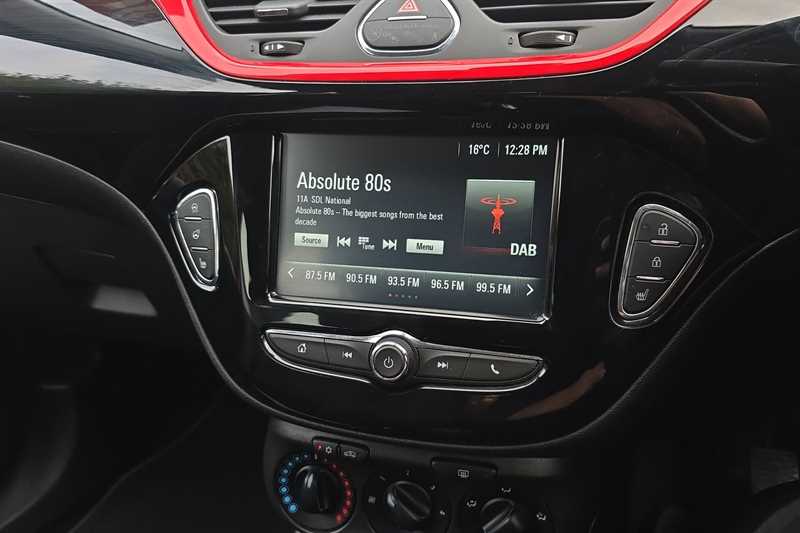 16°C 12:28 PM
Absolute 80s
11A SDL National
Absolute 80s – The biggest songs from the best
decade
Source Tune Menu
DAB
87.5 FM 90.5 FM 93.5 FM 96.5 FM 99.5 FM